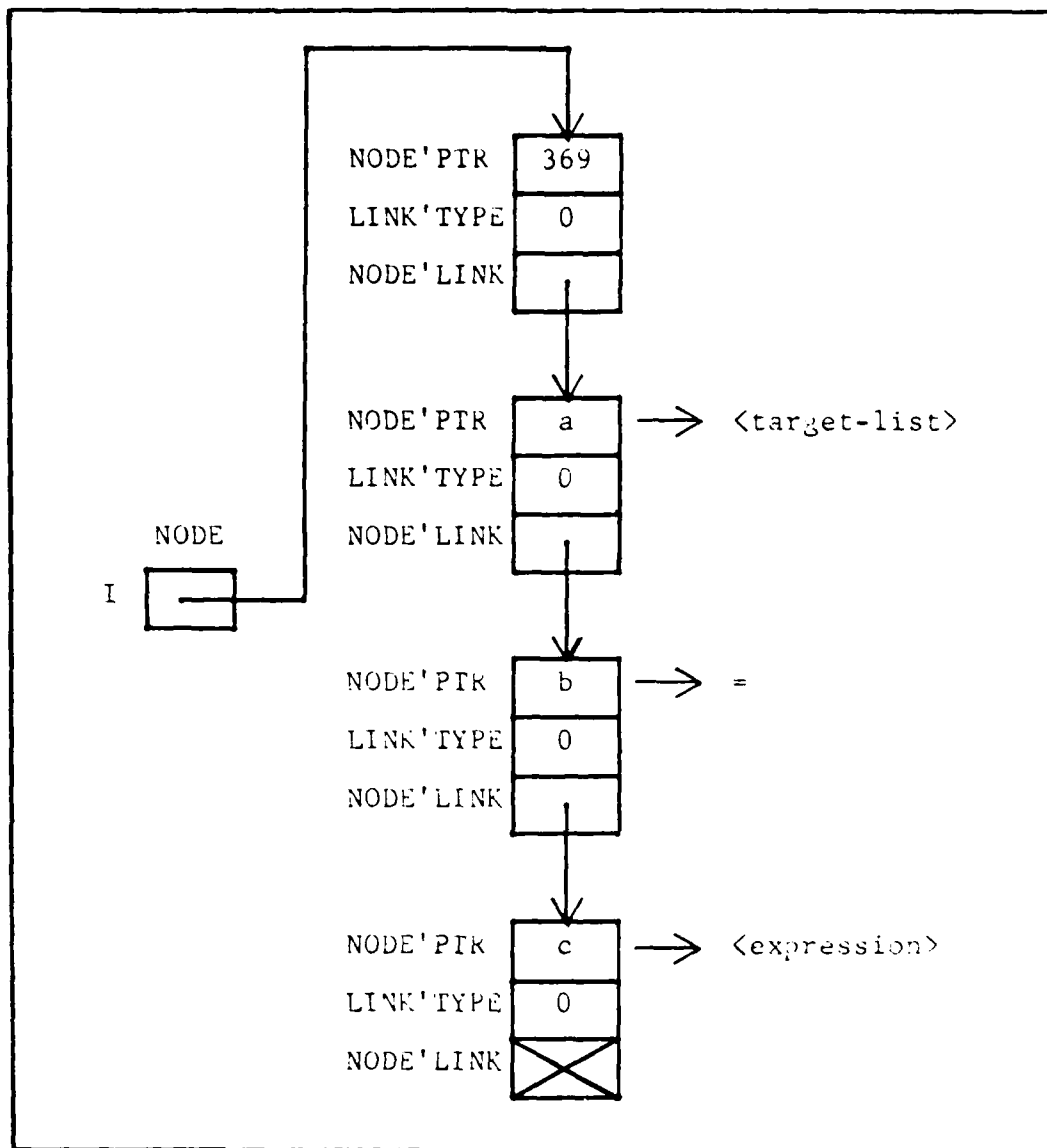 NODE'PTR 369
LINK'TYPE 0
NODE'LINK
NODE'PTR a <target-list>
LINK'TYPE 0
NODE'LINK
NODE
I
NODE'PTR b =
LINK'TYPE 0
NODE'LINK
NODE'PTR c <expression>
LINK'TYPE 0
NODE'LINK